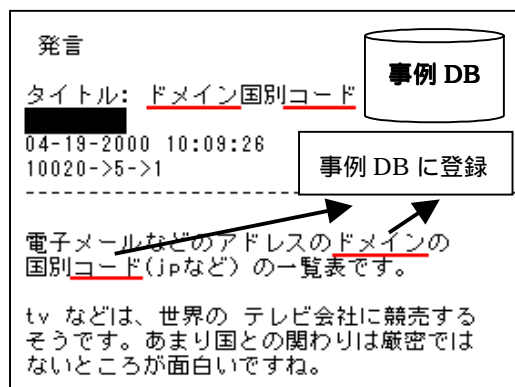 発言
事例 DB
タイトル: ドメイン国別コード
04-19-2000 10:09:26
10020->5->1
事例 DB に登録
電子メールなどのアドレスのドメインの
国別コード(jpなど) の一覧表です。
tv などは、世界の テレビ会社に競売する
そうです。あまり国との関わりは厳密では
ないところが面白いですね。